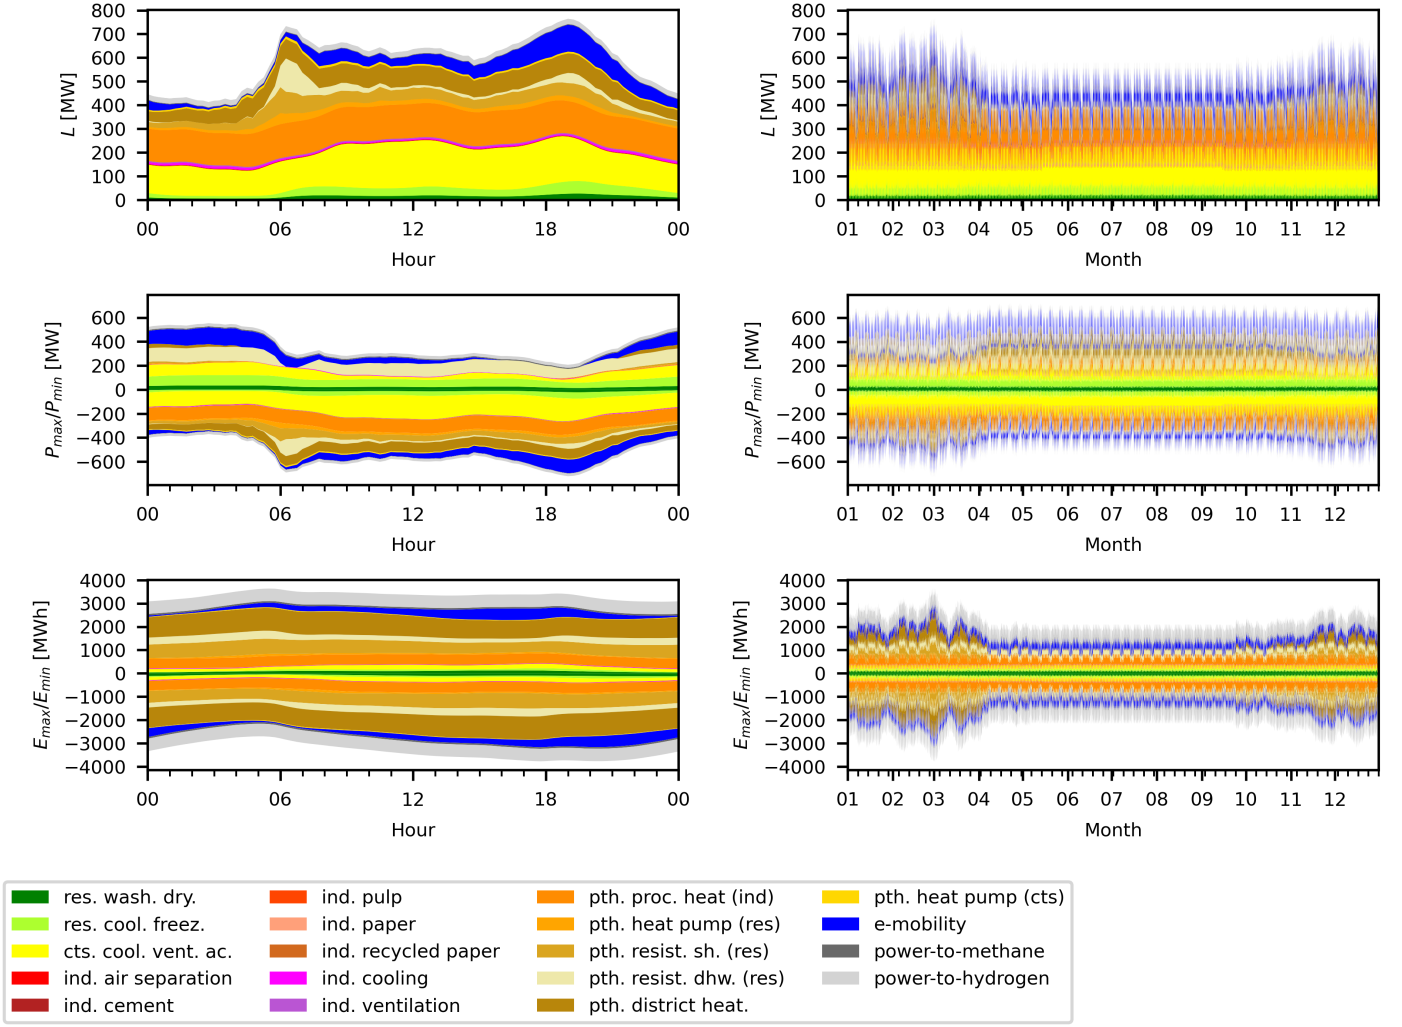 800
700
600
500
400
300
200
100
0
L [MW]
00 06 12 18 00
Hour
800
700
600
500
400
300
200
100
0
L [MW]
01 02 03 04 05 06 07 08 09 10 11 12
Month
600
400
200
0
−200
−400
−600
Pmax/Pmin [MW]
00 06 12 18 00
Hour
600
400
200
0
−200
−400
−600
Pmax/Pmin [MW]
01 02 03 04 05 06 07 08 09 10 11 12
Month
4000
3000
2000
1000
0
−1000
−2000
−3000
−4000
Emax/Emin [MWh]
00 06 12 18 00
Hour
4000
3000
2000
1000
0
−1000
−2000
−3000
−4000
Emax/Emin [MWh]
01 02 03 04 05 06 07 08 09 10 11 12
Month
res. wash. dry.
res. cool. freez.
cts. cool. vent. ac.
ind. air separation
ind. cement
ind. pulp
ind. paper
ind. recycled paper
ind. cooling
ind. ventilation
pth. proc. heat (ind)
pth. heat pump (res)
pth. resist. sh. (res)
pth. resist. dhw. (res)
pth. district heat.
pth. heat pump (cts)
e-mobility
power-to-methane
power-to-hydrogen